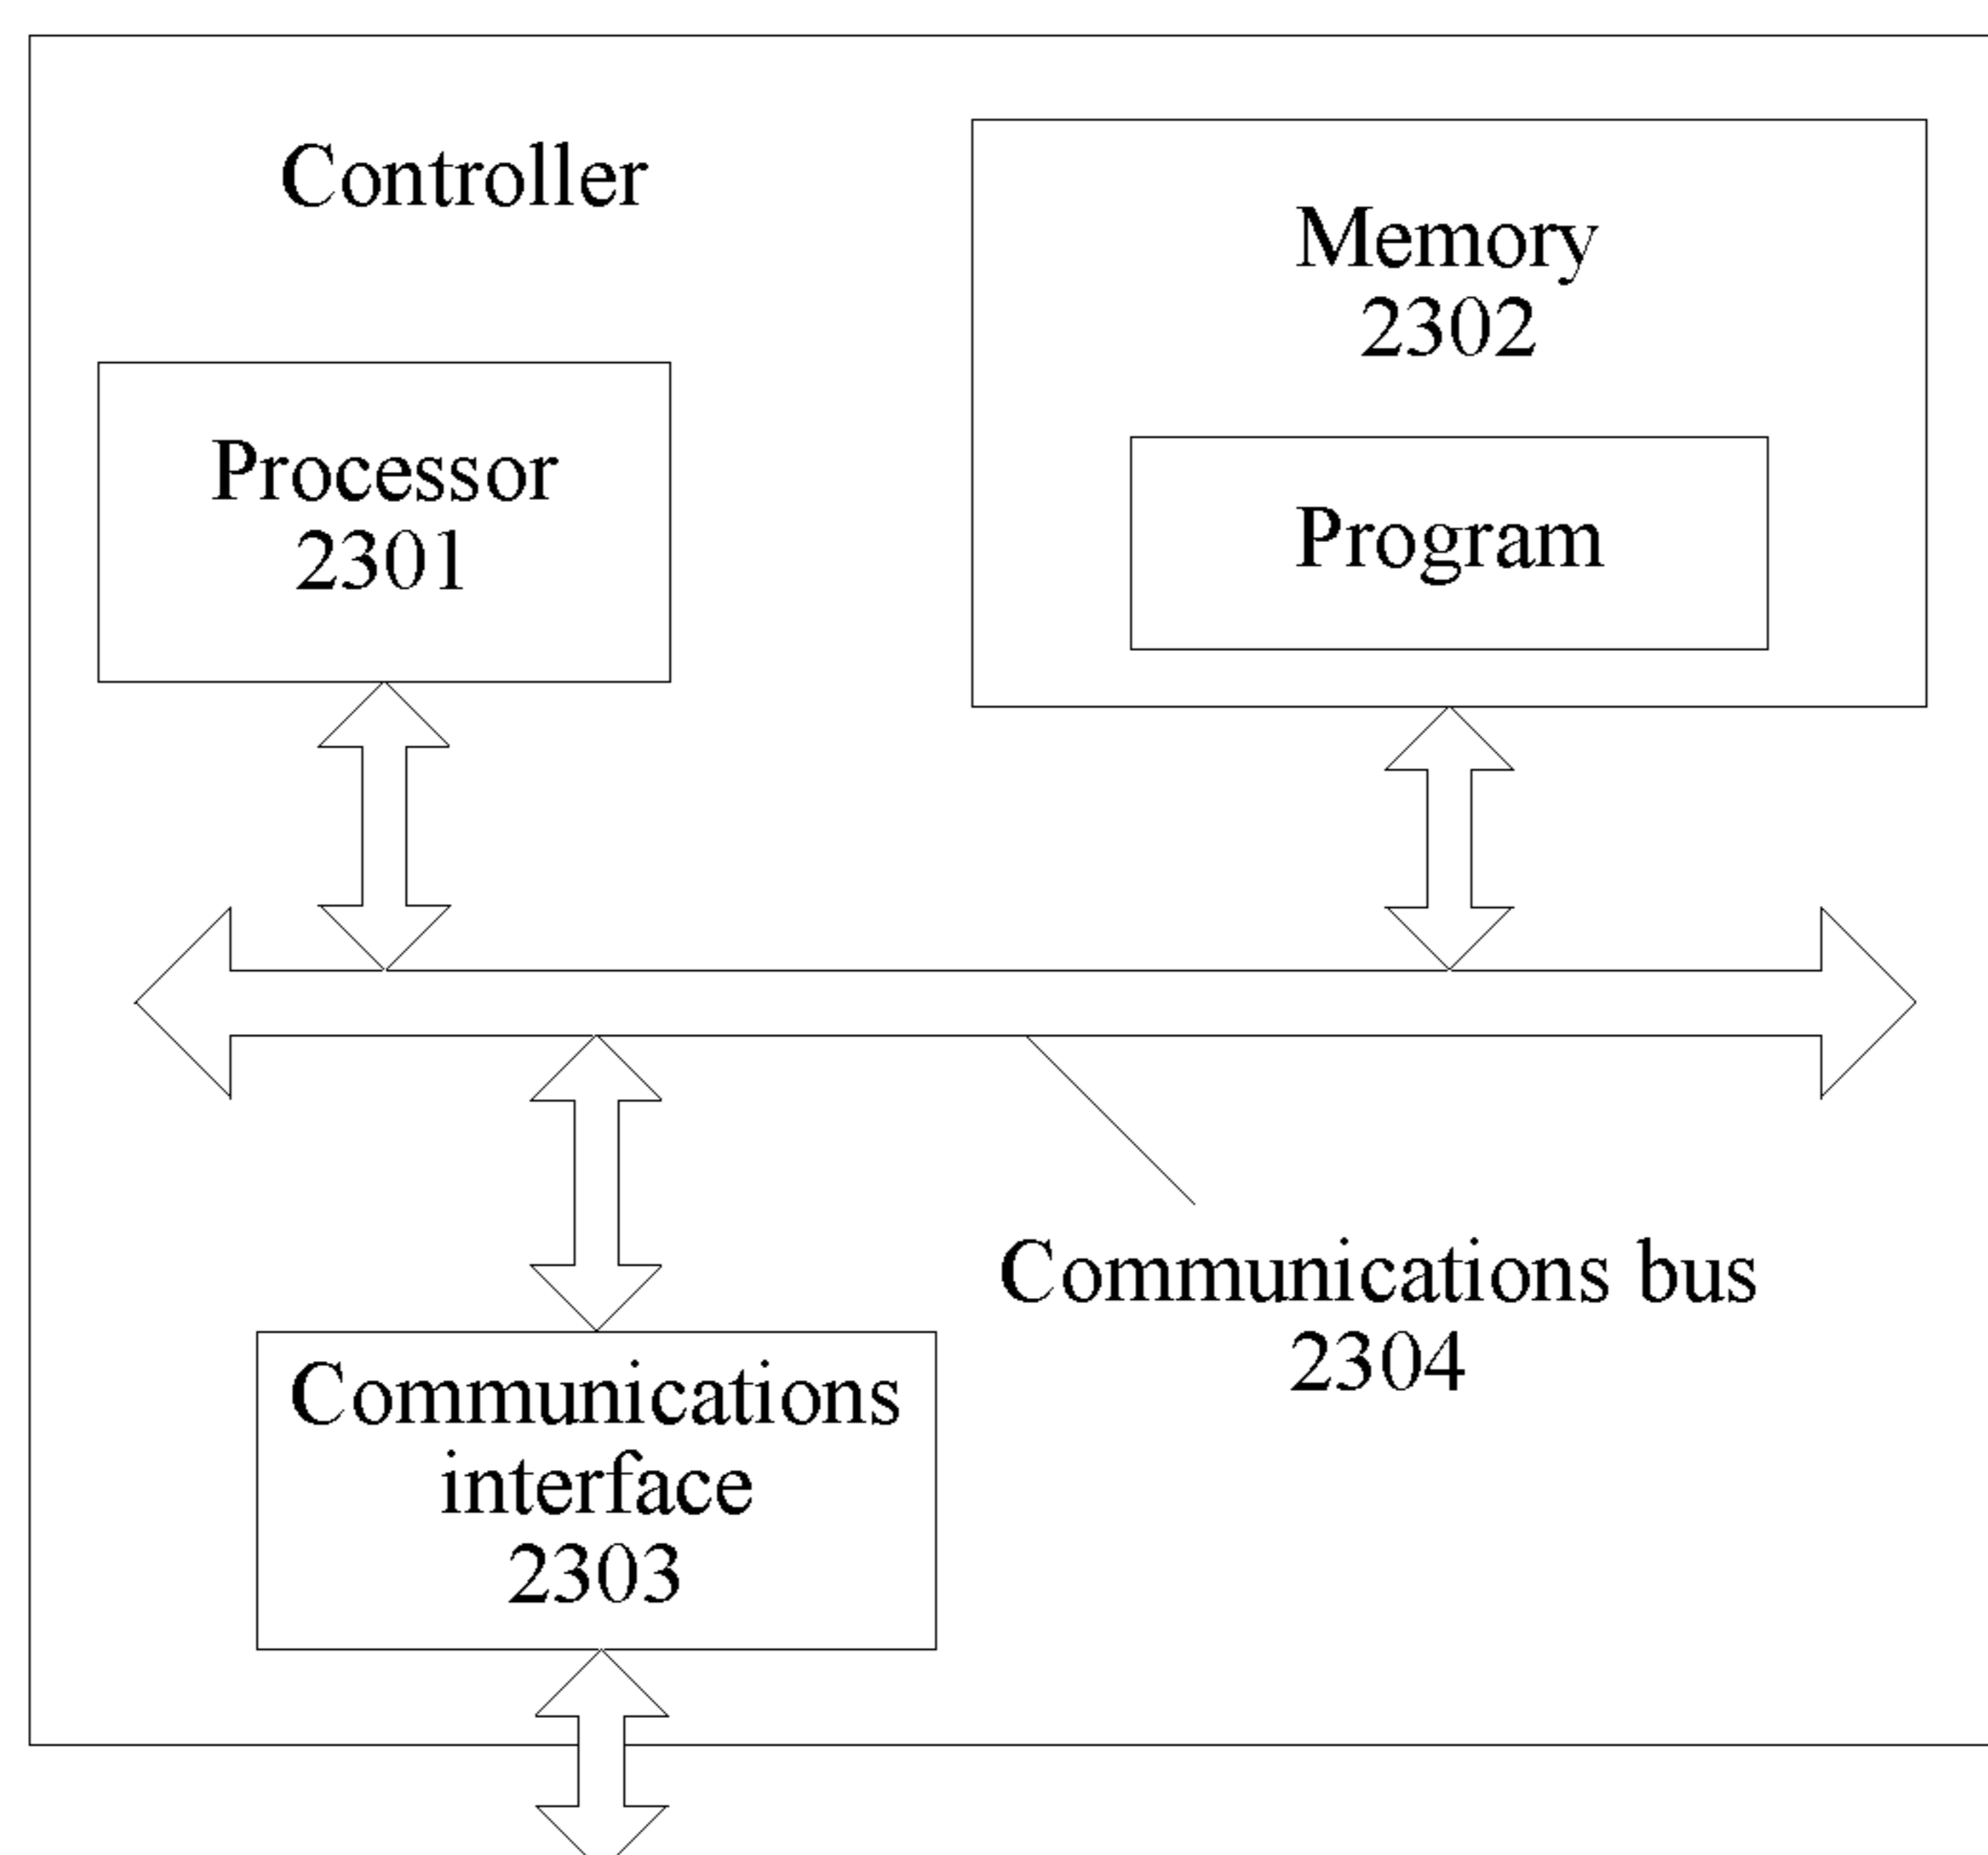 Controller
Memory
2302
Program
Processor
2301
Communications bus
2304
Communications
interface
2303